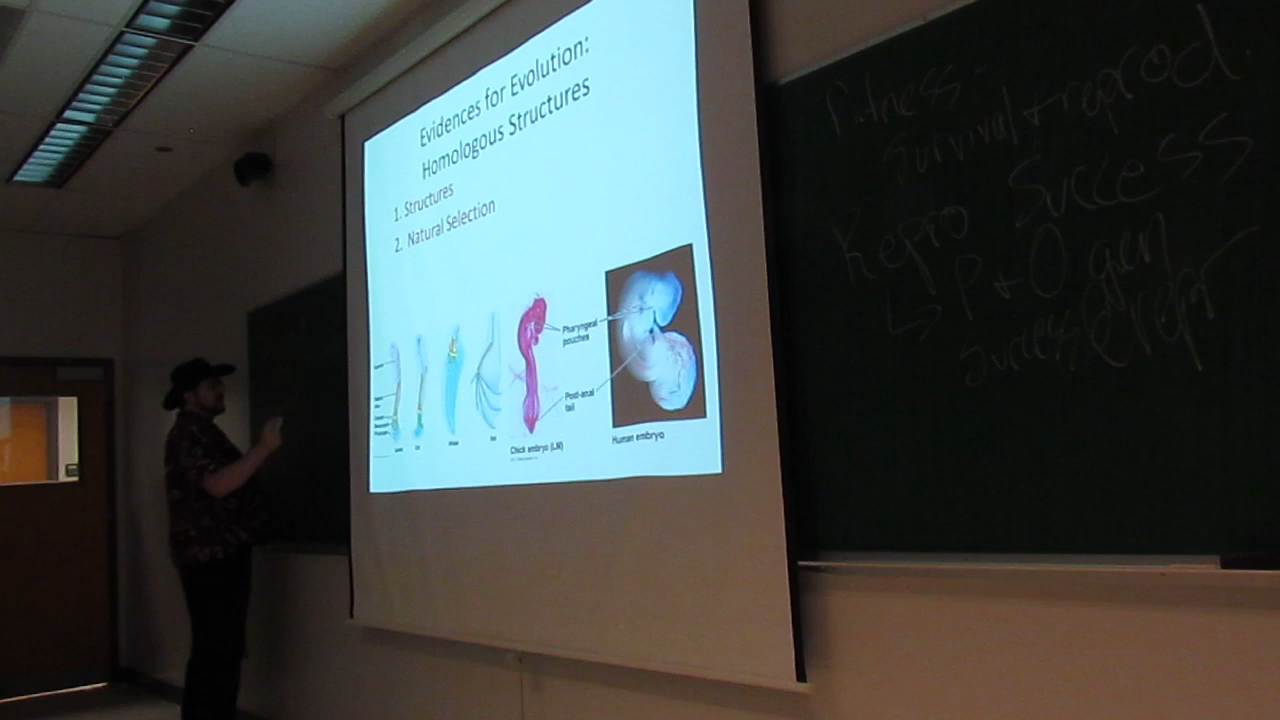 Evidences for Evolution:
Homologous Structures
1. Structures
2. Natural Selection
Pharyngeal
pouches
Post-anal
tail
Chick embryo (LM)
Human embryo
Fitness -
Survival + reprod.
Repro Success
↳ P + O gen
success